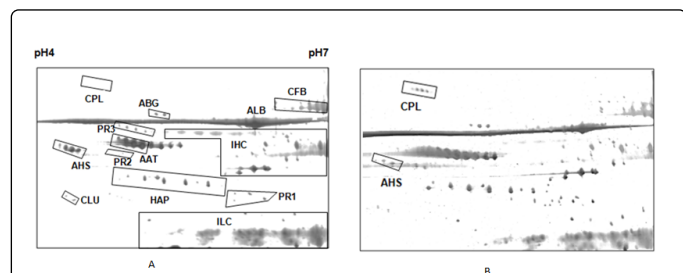 pH4 pH7
CPL
ABG
ALB
CFB
PR3
IHC
AHS
PR2
AAT
CLU
HAP
PR1
ILC
A
CPL
AHS
B